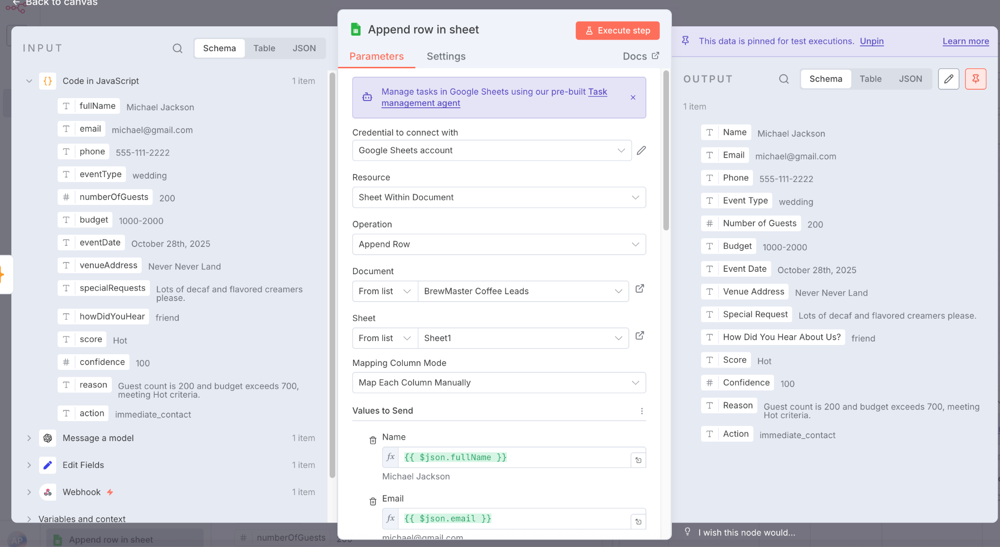 ← Back to canvas
INPUT
Schema
Table
JSON
{} Code in JavaScript
1 item
T fullName Michael Jackson
T email michael@gmail.com
T phone 555-111-2222
T eventType wedding
# numberOfGuests 200
T budget 1000-2000
T eventDate October 28th, 2025
T venueAddress Never Never Land
T specialRequests Lots of decaf and flavored creamers
please.
T howDidYouHear friend
T score Hot
# confidence 100
T reason Guest count is 200 and budget exceeds 700,
meeting Hot criteria.
T action immediate_contact
Message a model
1 item
Edit Fields
1 item
Webhook
1 item
Variables and context
Append row in sheet
Execute step
Parameters
Settings
Docs
Manage tasks in Google Sheets using our pre-built Task
management agent
Credential to connect with
Google Sheets account
Resource
Sheet Within Document
Operation
Append Row
Document
From list
BrewMaster Coffee Leads
Sheet
From list
Sheet1
Mapping Column Mode
Map Each Column Manually
Values to Send
Name
fx {{ $json.fullName }}
Michael Jackson
Email
fx {{ $json.email }}
michael@gmail.com
This data is pinned for test executions. Unpin
Learn more
OUTPUT
Schema
Table
JSON
1 item
T Name Michael Jackson
T Email michael@gmail.com
T Phone 555-111-2222
T Event Type wedding
# Number of Guests 200
T Budget 1000-2000
T Event Date October 28th, 2025
T Venue Address Never Never Land
T Special Request Lots of decaf and flavored creamers please.
T How Did You Hear About Us? friend
T Score Hot
# Confidence 100
T Reason Guest count is 200 and budget exceeds 700, meeting
Hot criteria.
T Action immediate_contact
I wish this node would...
AP
Append row in sheet
# numberOfGuests 200